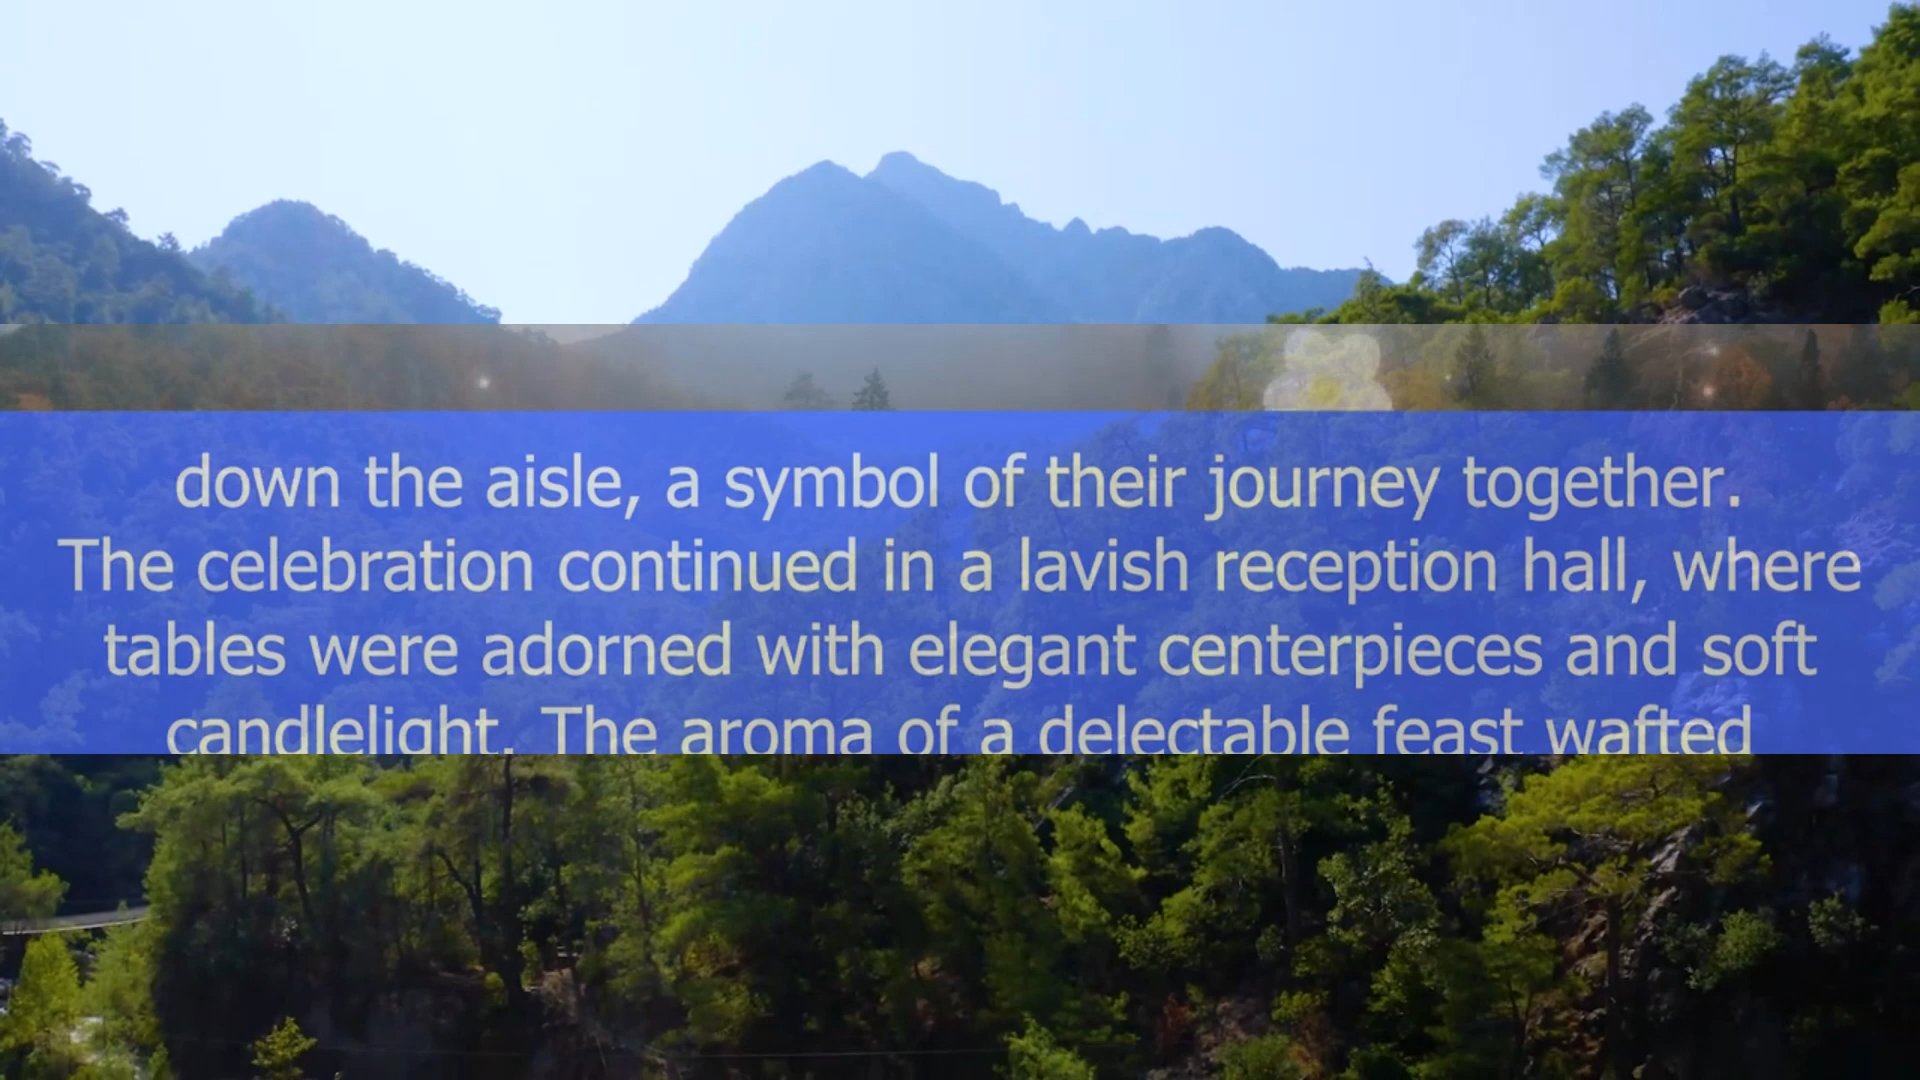 down the aisle, a symbol of their journey together.
The celebration continued in a lavish reception hall, where
tables were adorned with elegant centerpieces and soft
candlelight. The aroma of a delectable feast wafted